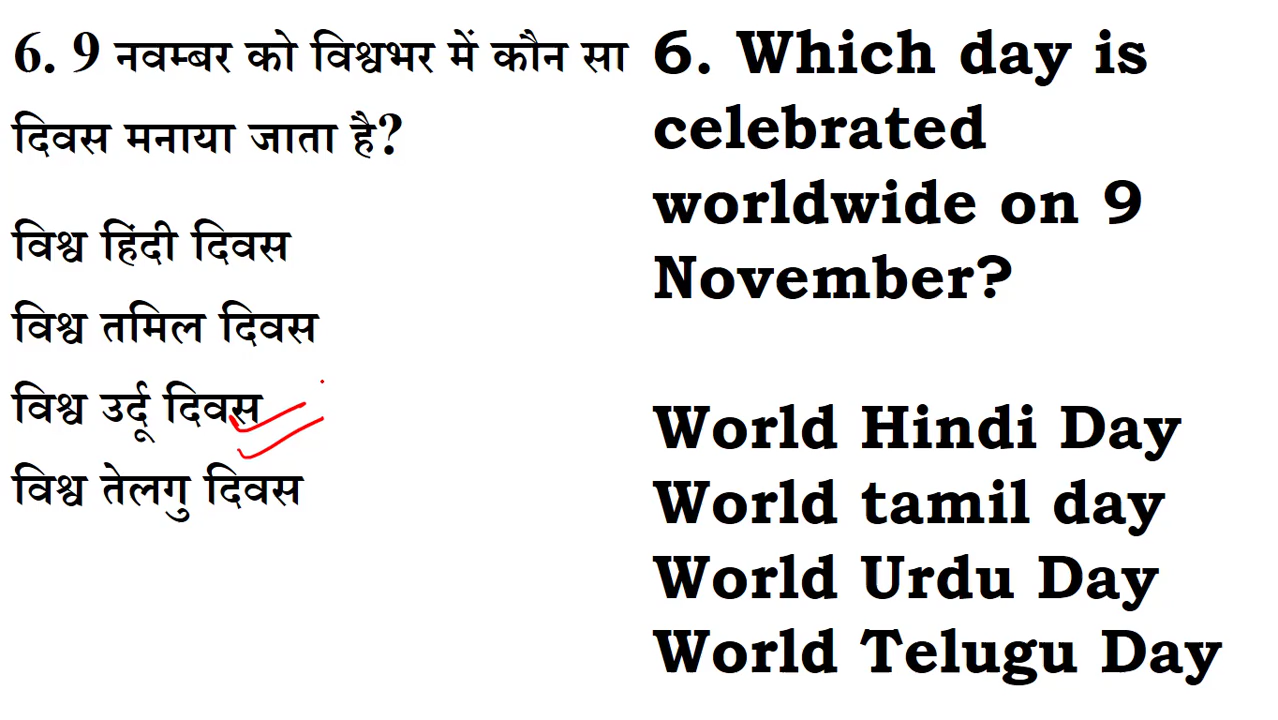 6. 9 नवम्बर को विश्वभर में कौन सा
दिवस मनाया जाता है?
विश्व हिंदी दिवस
विश्व तमिल दिवस
विश्व उर्दू दिवस
विश्व तेलगु दिवस
6. Which day is
celebrated
worldwide on 9
November?
World Hindi Day
World tamil day
World Urdu Day
World Telugu Day